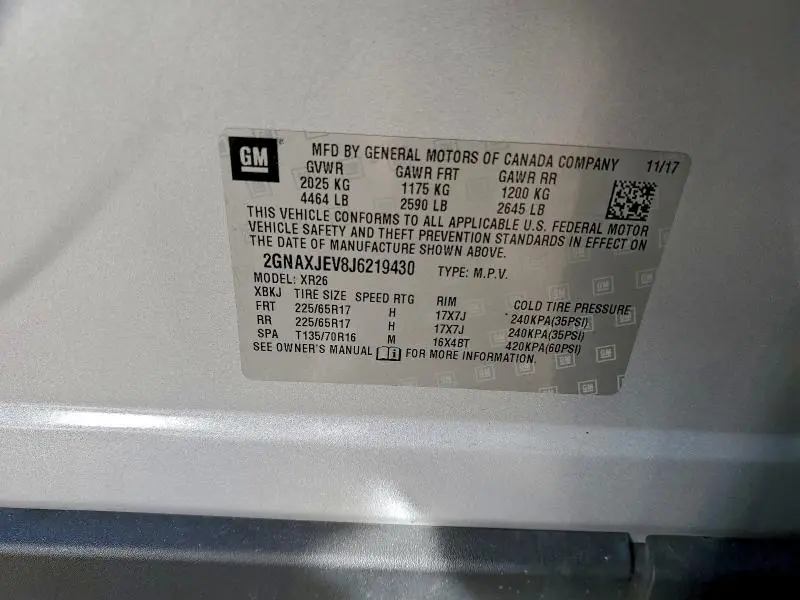 GM
MFD BY GENERAL MOTORS OF CANADA COMPANY 11/17
GVWR GAWR FRT GAWR RR
2025 KG 1175 KG 1200 KG
4464 LB 2590 LB 2645 LB
THIS VEHICLE CONFORMS TO ALL APPLICABLE U.S. FEDERAL MOTOR
VEHICLE SAFETY AND THEFT PREVENTION STANDARDS IN EFFECT ON
THE DATE OF MANUFACTURE SHOWN ABOVE.
2GNAXJEV8J6219430 TYPE: M.P.V.
MODEL: XR26
XBKJ TIRE SIZE SPEED RTG RIM COLD TIRE PRESSURE
FRT 225/65R17 H 17X7J 240KPA(35PSI)
RR 225/65R17 H 17X7J 240KPA(35PSI)
SPA T135/70R16 M 16X4BT 420KPA(60PSI)
SEE OWNER'S MANUAL FOR MORE INFORMATION.